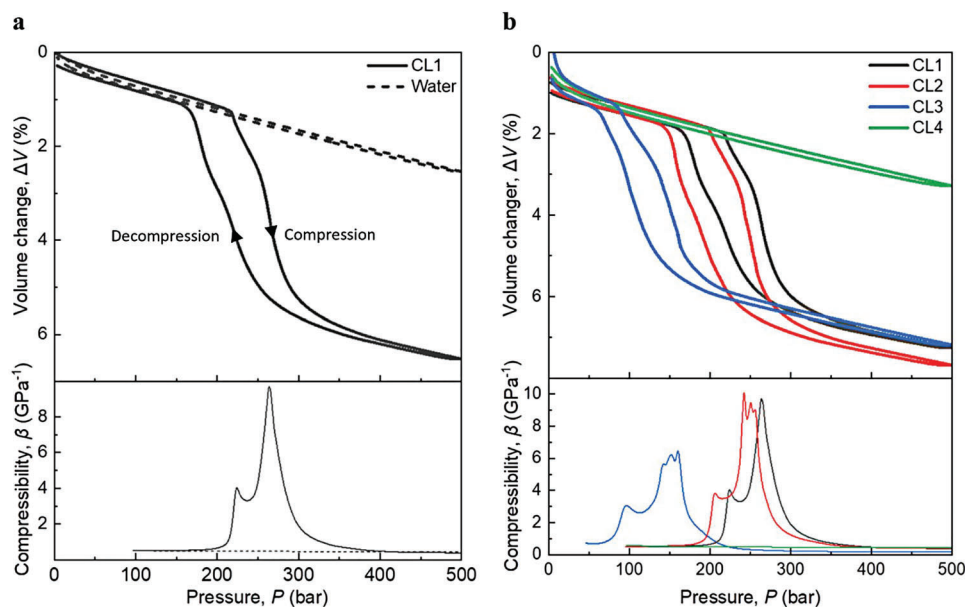 a
0
2
4
6
Volume change, ΔV (%)
CL1
Water
Decompression
Compression
8
6
4
2
Compressibility, β (GPa-1)
0
100
200
300
400
500
Pressure, P (bar)
b
0
2
4
6
Volume changer, ΔV (%)
CL1
CL2
CL3
CL4
10
8
6
4
2
0
Compressibility, β (GPa-1)
0
100
200
300
400
500
Pressure, P (bar)